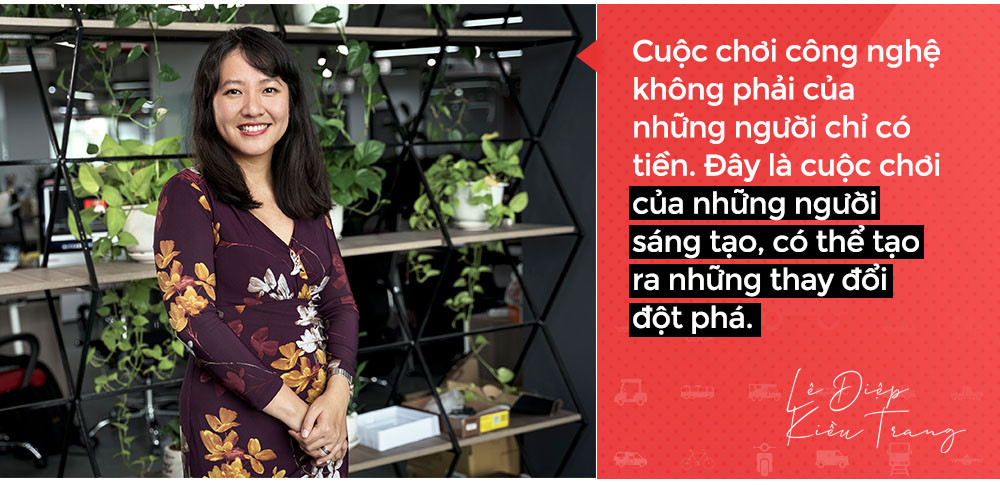 Cuộc chơi công nghệ
không phải của
những người chỉ có
tiền. Đây là cuộc chơi
của những người
sáng tạo, có thể tạo
ra những thay đổi
đột phá.
Lê Diệp
Kiều Trang